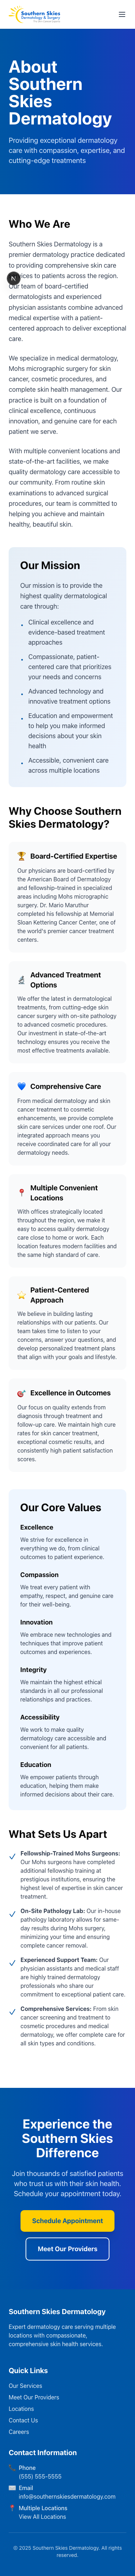 Southern Skies
Dermatology & Surgery
About
Southern
Skies
Dermatology
Providing exceptional dermatology
care with compassion, expertise, and
cutting-edge treatments
Who We Are
Southern Skies Dermatology is a
premier dermatology practice dedicated
to providing comprehensive skin care
services to patients across the region.
Our team of board-certified
dermatologists and experienced
physician assistants combine advanced
medical expertise with a patient-
centered approach to deliver exceptional
care.
We specialize in medical dermatology,
Mohs micrographic surgery for skin
cancer, cosmetic procedures, and
complete skin health management. Our
practice is built on a foundation of
clinical excellence, continuous
innovation, and genuine care for each
patient we serve.
With multiple convenient locations and
state-of-the-art facilities, we make
quality dermatology care accessible to
our community. From routine skin
examinations to advanced surgical
procedures, our team is committed to
helping you achieve and maintain
healthy, beautiful skin.
Our Mission
Our mission is to provide the
highest quality dermatological
care through:
• Clinical excellence and
evidence-based treatment
approaches
• Compassionate, patient-
centered care that prioritizes
your needs and concerns
• Advanced technology and
innovative treatment options
• Education and empowerment
to help you make informed
decisions about your skin
health
• Accessible, convenient care
across multiple locations
Why Choose Southern
Skies Dermatology?
Board-Certified Expertise
Our physicians are board-certified by
the American Board of Dermatology
and fellowship-trained in specialized
areas including Mohs micrographic
surgery. Dr. Mario Maruthur
completed his fellowship at Memorial
Sloan Kettering Cancer Center, one of
the world's premier cancer treatment
centers.
Advanced Treatment
Options
We offer the latest in dermatological
treatments, from cutting-edge skin
cancer surgery with on-site pathology
to advanced cosmetic procedures.
Our investment in state-of-the-art
technology ensures you receive the
most effective treatments available.
Comprehensive Care
From medical dermatology and skin
cancer treatment to cosmetic
enhancements, we provide complete
skin care services under one roof. Our
integrated approach means you
receive coordinated care for all your
dermatology needs.
Multiple Convenient
Locations
With offices strategically located
throughout the region, we make it
easy to access quality dermatology
care close to home or work. Each
location features modern facilities and
the same high standard of care.
Patient-Centered
Approach
We believe in building lasting
relationships with our patients. Our
team takes time to listen to your
concerns, answer your questions, and
develop personalized treatment plans
that align with your goals and lifestyle.
Excellence in Outcomes
Our focus on quality extends from
diagnosis through treatment and
follow-up care. We maintain high cure
rates for skin cancer treatment,
exceptional cosmetic results, and
consistently high patient satisfaction
scores.
Our Core Values
Excellence
We strive for excellence in
everything we do, from clinical
outcomes to patient experience.
Compassion
We treat every patient with
empathy, respect, and genuine care
for their well-being.
Innovation
We embrace new technologies and
techniques that improve patient
outcomes and experiences.
Integrity
We maintain the highest ethical
standards in all our professional
relationships and practices.
Accessibility
We work to make quality
dermatology care accessible and
convenient for all patients.
Education
We empower patients through
education, helping them make
informed decisions about their care.
What Sets Us Apart
Fellowship-Trained Mohs Surgeons:
Our Mohs surgeons have completed
additional fellowship training at
prestigious institutions, ensuring the
highest level of expertise in skin cancer
treatment.
On-Site Pathology Lab: Our in-house
pathology laboratory allows for same-
day results during Mohs surgery,
minimizing your time and ensuring
complete cancer removal.
Experienced Support Team: Our
physician assistants and medical staff
are highly trained dermatology
professionals who share our
commitment to exceptional patient care.
Comprehensive Services: From skin
cancer screening and treatment to
cosmetic procedures and medical
dermatology, we offer complete care for
all skin types and conditions.
Experience the
Southern Skies
Difference
Join thousands of satisfied patients
who trust us with their skin health.
Schedule your appointment today.
Schedule Appointment
Meet Our Providers
Southern Skies Dermatology
Expert dermatology care serving multiple
locations with compassionate,
comprehensive skin health services.
Quick Links
Our Services
Meet Our Providers
Locations
Contact Us
Careers
Contact Information
Phone
(555) 555-5555
Email
info@southernskiesdermatology.com
Multiple Locations
View All Locations
© 2025 Southern Skies Dermatology. All rights
reserved.